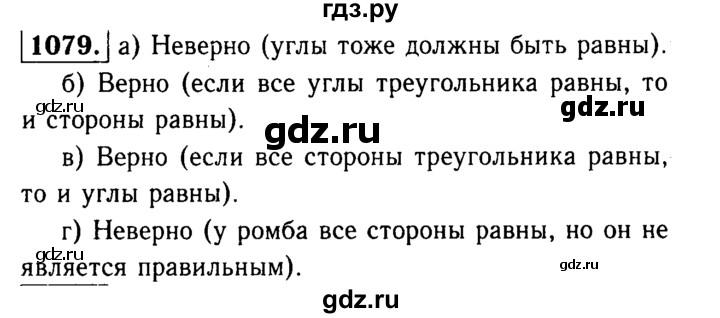 гдз.ру
1079. а) Неверно (углы тоже должны быть равны).
б) Верно (если все углы треугольника равны, то
gdz.ru
gdz.ru
и стороны равны).
gdz.ru
в) Верно (если все стороны треугольника равны,
то и углы равны).
г) Неверно (у ромба все стороны равны, но он не
gdz.ru
gdz.ru
является правильным).
gdz.ru